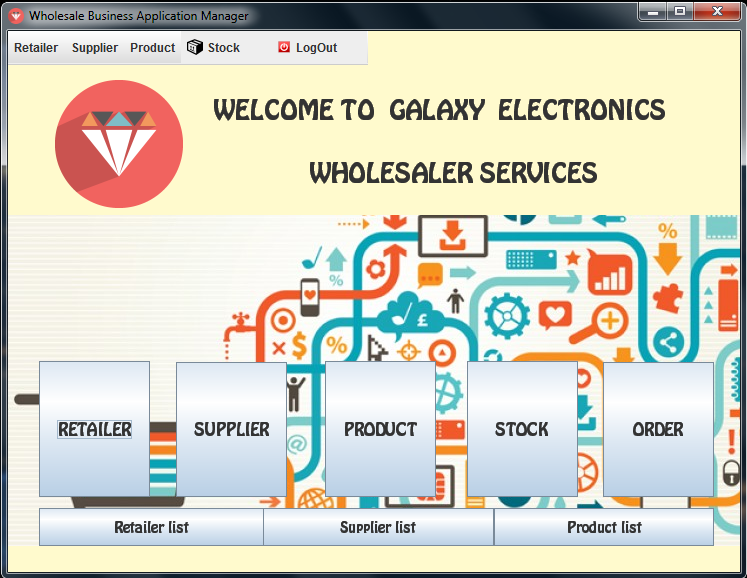 Wholesale Business Application Manager
Retailer Supplier Product Stock LogOut
WELCOME TO GALAXY ELECTRONICS
WHOLESALER SERVICES
%
%
£
$
%
@
RETAILER SUPPLIER PRODUCT STOCK ORDER
Retailer list Supplier list Product list